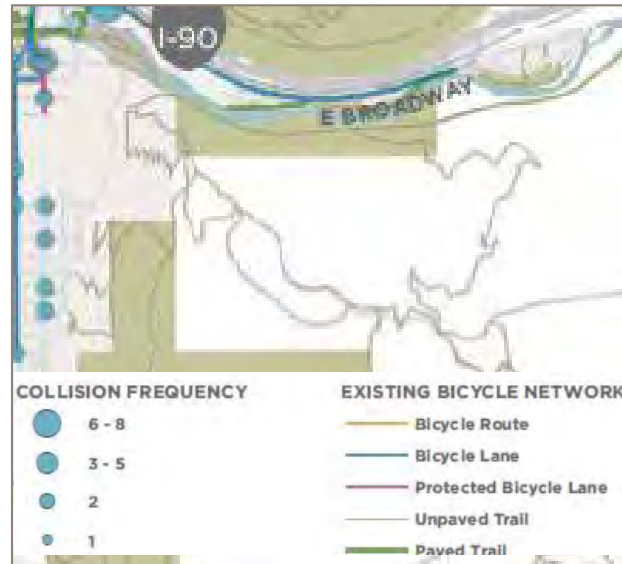 I-90
E BROADWAY
COLLISION FREQUENCY
6 - 8
3 - 5
2
1
EXISTING BICYCLE NETWORK
Bicycle Route
Bicycle Lane
Protected Bicycle Lane
Unpaved Trail
Paved Trail